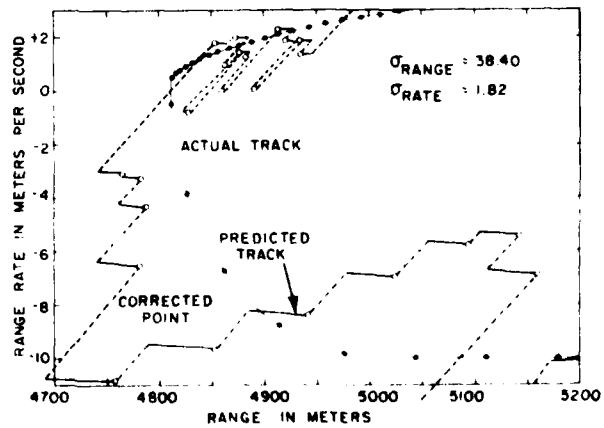 +2
0
-2
-4
-6
-8
-10
RANGE RATE IN METERS PER SECOND
σRANGE = 38.40
σRATE = 1.82
ACTUAL TRACK
PREDICTED
TRACK
CORRECTED
POINT
4700 4800 4900 5000 5100 5200
RANGE IN METERS